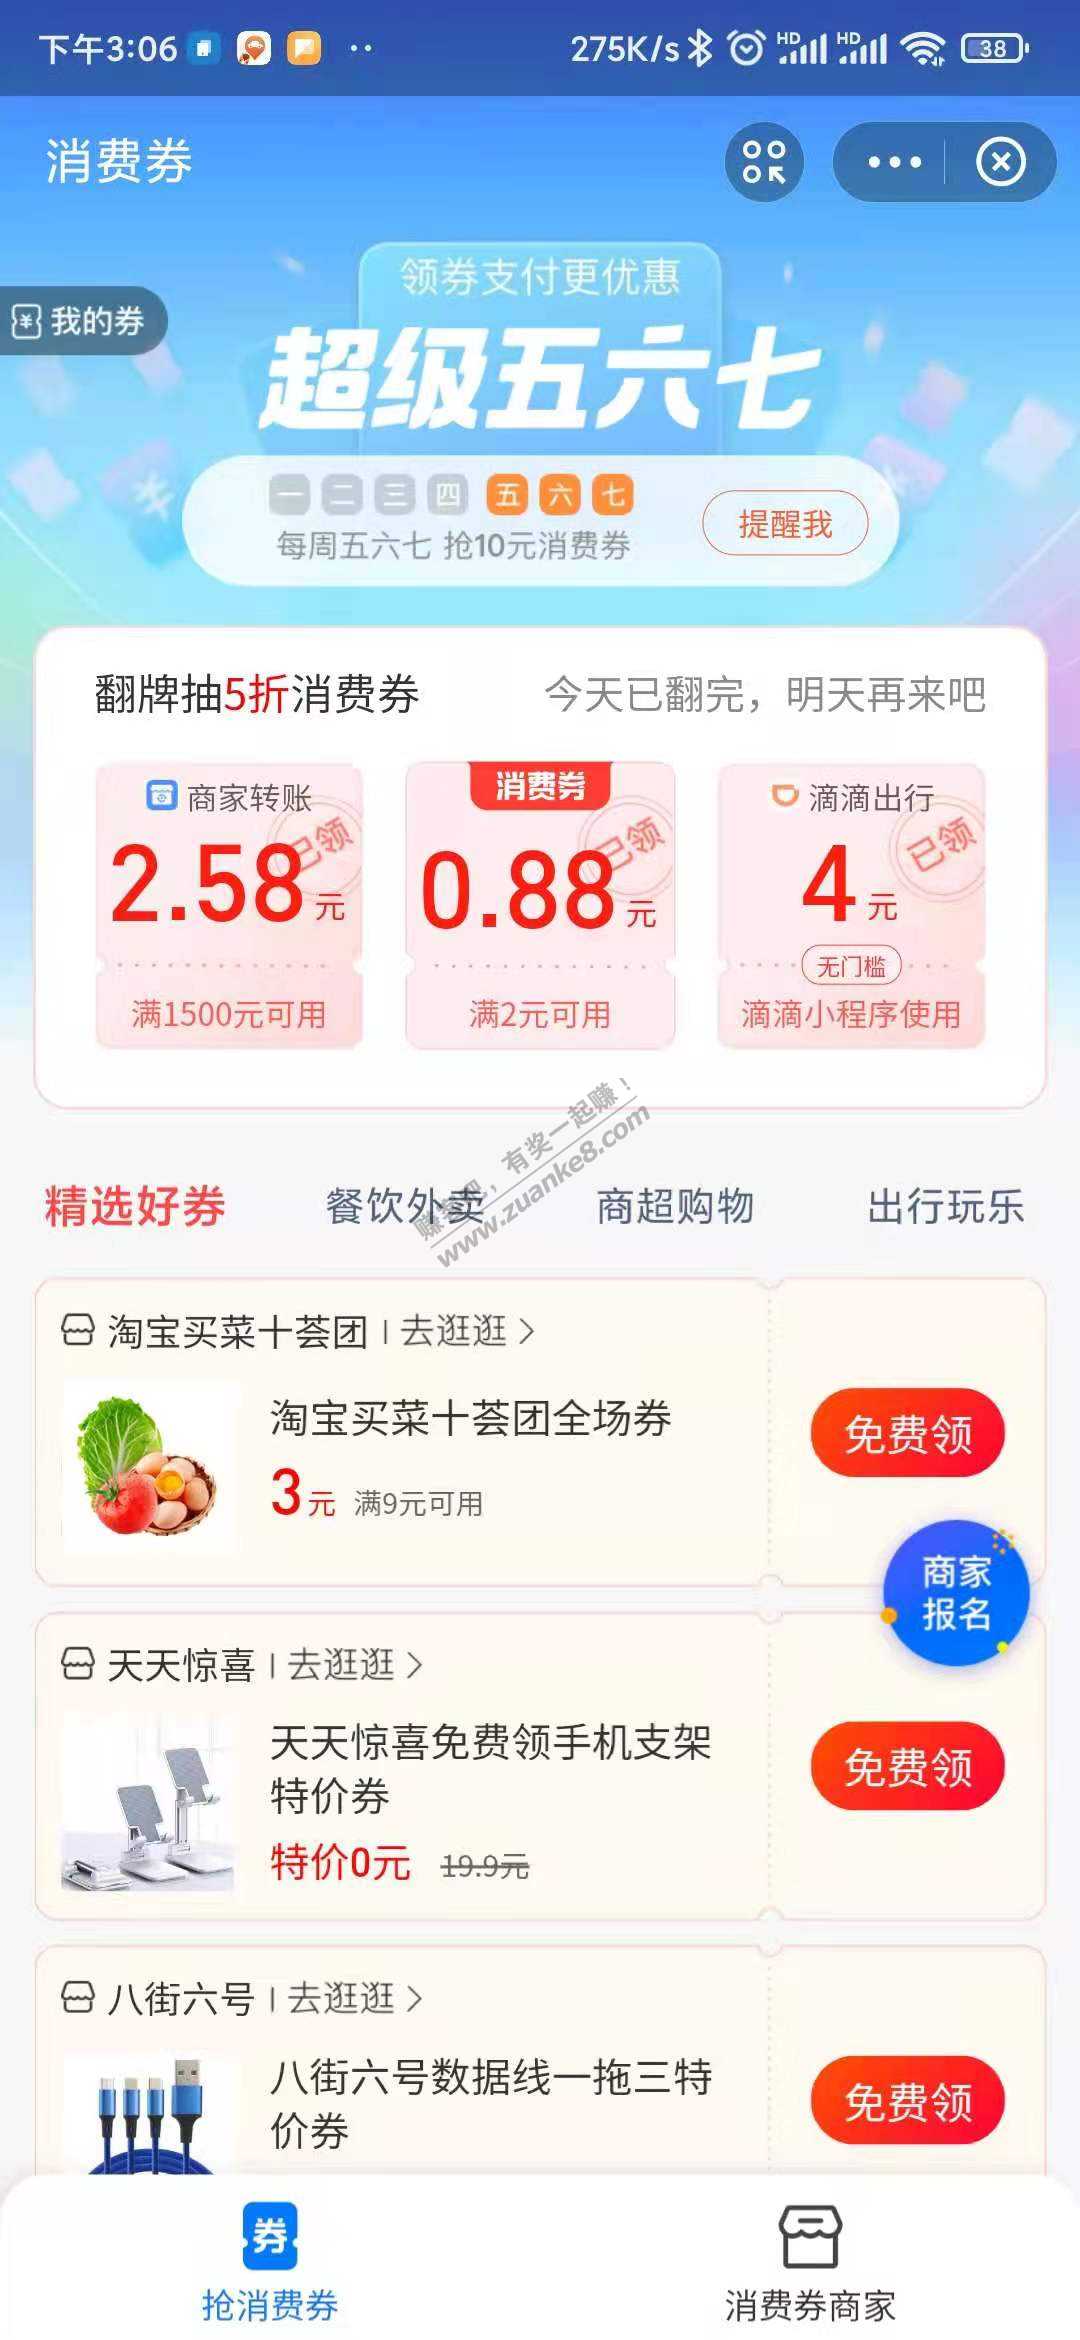 下午3:06
275K/s
HD
HD
38
消费券
领券支付更优惠
我的券
超级五六七
一 二 三 四 五 六 七
每周五六七 抢10元消费券
提醒我
翻牌抽5折消费券
今天已翻完，明天再来吧
商家转账
消费券
滴滴出行
已领
已领
已领
2.58元
0.88元
4元
无门槛
满1500元可用
满2元可用
滴滴小程序使用
赚客吧，有奖一起赚！
www.zuanke8.com
精选好券
餐饮外卖
商超购物
出行玩乐
淘宝买菜十荟团 | 去逛逛 >
淘宝买菜十荟团全场券
3元 满9元可用
免费领
商家
报名
天天惊喜 | 去逛逛 >
天天惊喜免费领手机支架
特价券
特价0元 19.9元
免费领
八街六号 | 去逛逛 >
八街六号数据线一拖三特
价券
免费领
券
抢消费券
消费券商家